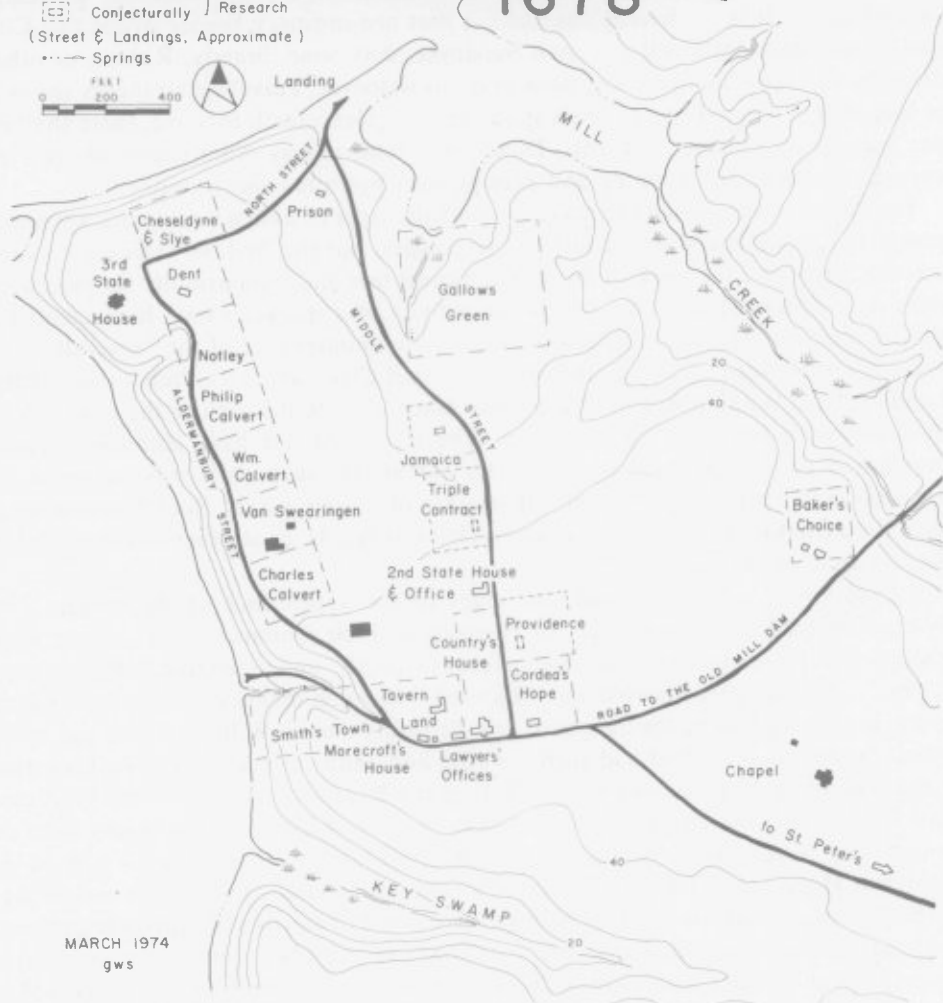 1678
Conjecturally } Research
(Street & Landings, Approximate)
Springs
FEET
0 200 400
Landing
MILL
CREEK
NORTH STREET
Prison
Cheseldyne
& Slye
3rd
State
House
Dent
Gallows
Green
MIDDLE
STREET
Notley
20
Philip
Calvert
40
ALDERMANBURY
STREET
Wm.
Calvert
Jamaica
Triple
Contract
Van Swearingen
Baker's
Choice
Charles
Calvert
2nd State House
& Office
Providence
Country's
House
Cordea's
Hope
ROAD TO THE OLD MILL DAM
Tavern
Smith's Town Land
Morecroft's
House
Lawyers'
Offices
Chapel
to St. Peter's
40
KEY SWAMP
20
MARCH 1974
gws